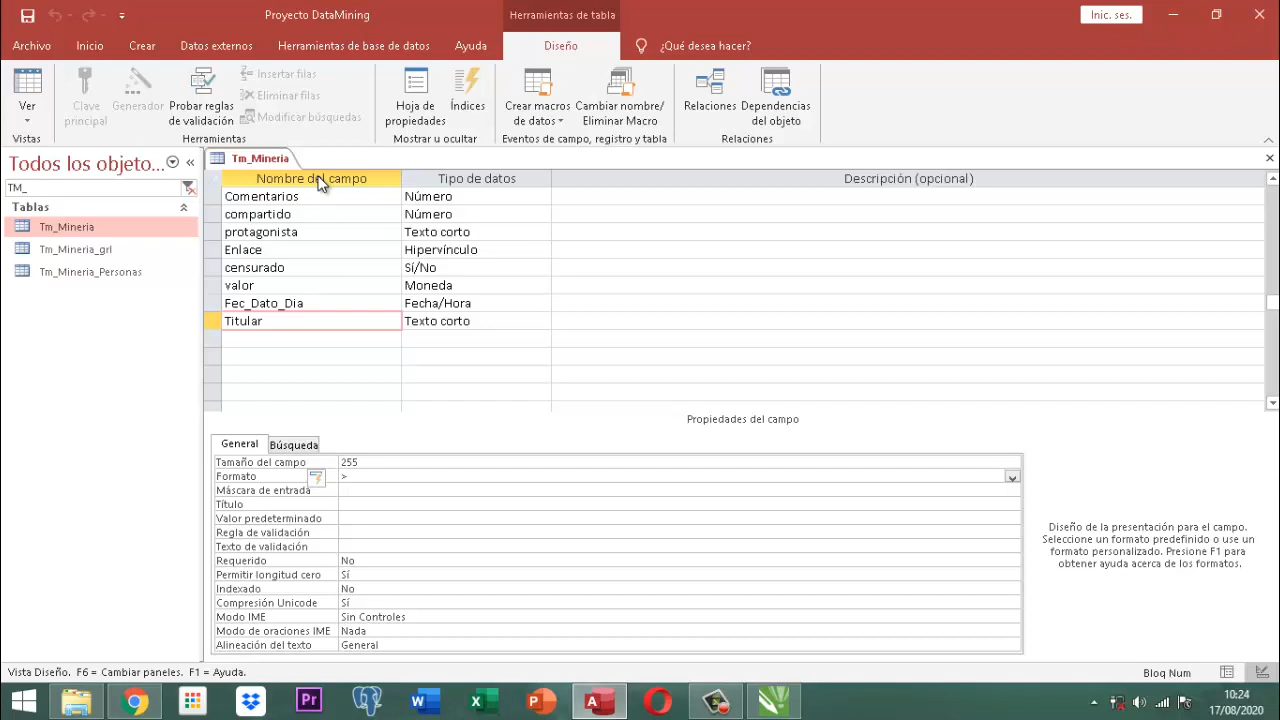 Proyecto DataMining
Herramientas de tabla
Inic. ses.
Archivo
Inicio
Crear
Datos externos
Herramientas de base de datos
Ayuda
Diseño
¿Qué desea hacer?
Ver
Clave principal
Generador
Probar reglas de validación
Insertar filas
Eliminar filas
Modificar búsquedas
Hoja de propiedades
Índices
Crear macros de datos
Cambiar nombre/ Eliminar Macro
Relaciones
Dependencias del objeto
Vistas
Herramientas
Mostrar u ocultar
Eventos de campo, registro y tabla
Relaciones
Todos los objeto...
TM_
Tablas
Tm_Mineria
Tm_Mineria_grl
Tm_Mineria_Personas
Tm_Mineria
Nombre del campo Tipo de datos Descripción (opcional)
Comentarios Número
compartido Número
protagonista Texto corto
Enlace Hipervínculo
censurado Sí/No
valor Moneda
Fec_Dato_Dia Fecha/Hora
Titular Texto corto
Propiedades del campo
General Búsqueda
Tamaño del campo 255
Formato >
Máscara de entrada
Título
Valor predeterminado
Regla de validación
Texto de validación
Requerido No
Permitir longitud cero Sí
Indexado No
Compresión Unicode Sí
Modo IME Sin Controles
Modo de oraciones IME Nada
Alineación del texto General
Diseño de la presentación para el campo.
Seleccione un formato predefinido o use un
formato personalizado. Presione F1 para
obtener ayuda acerca de los formatos.
Vista Diseño. F6 = Cambiar paneles. F1 = Ayuda.
Bloq Num
Pr
W
X
P
A
10:24
17/08/2020